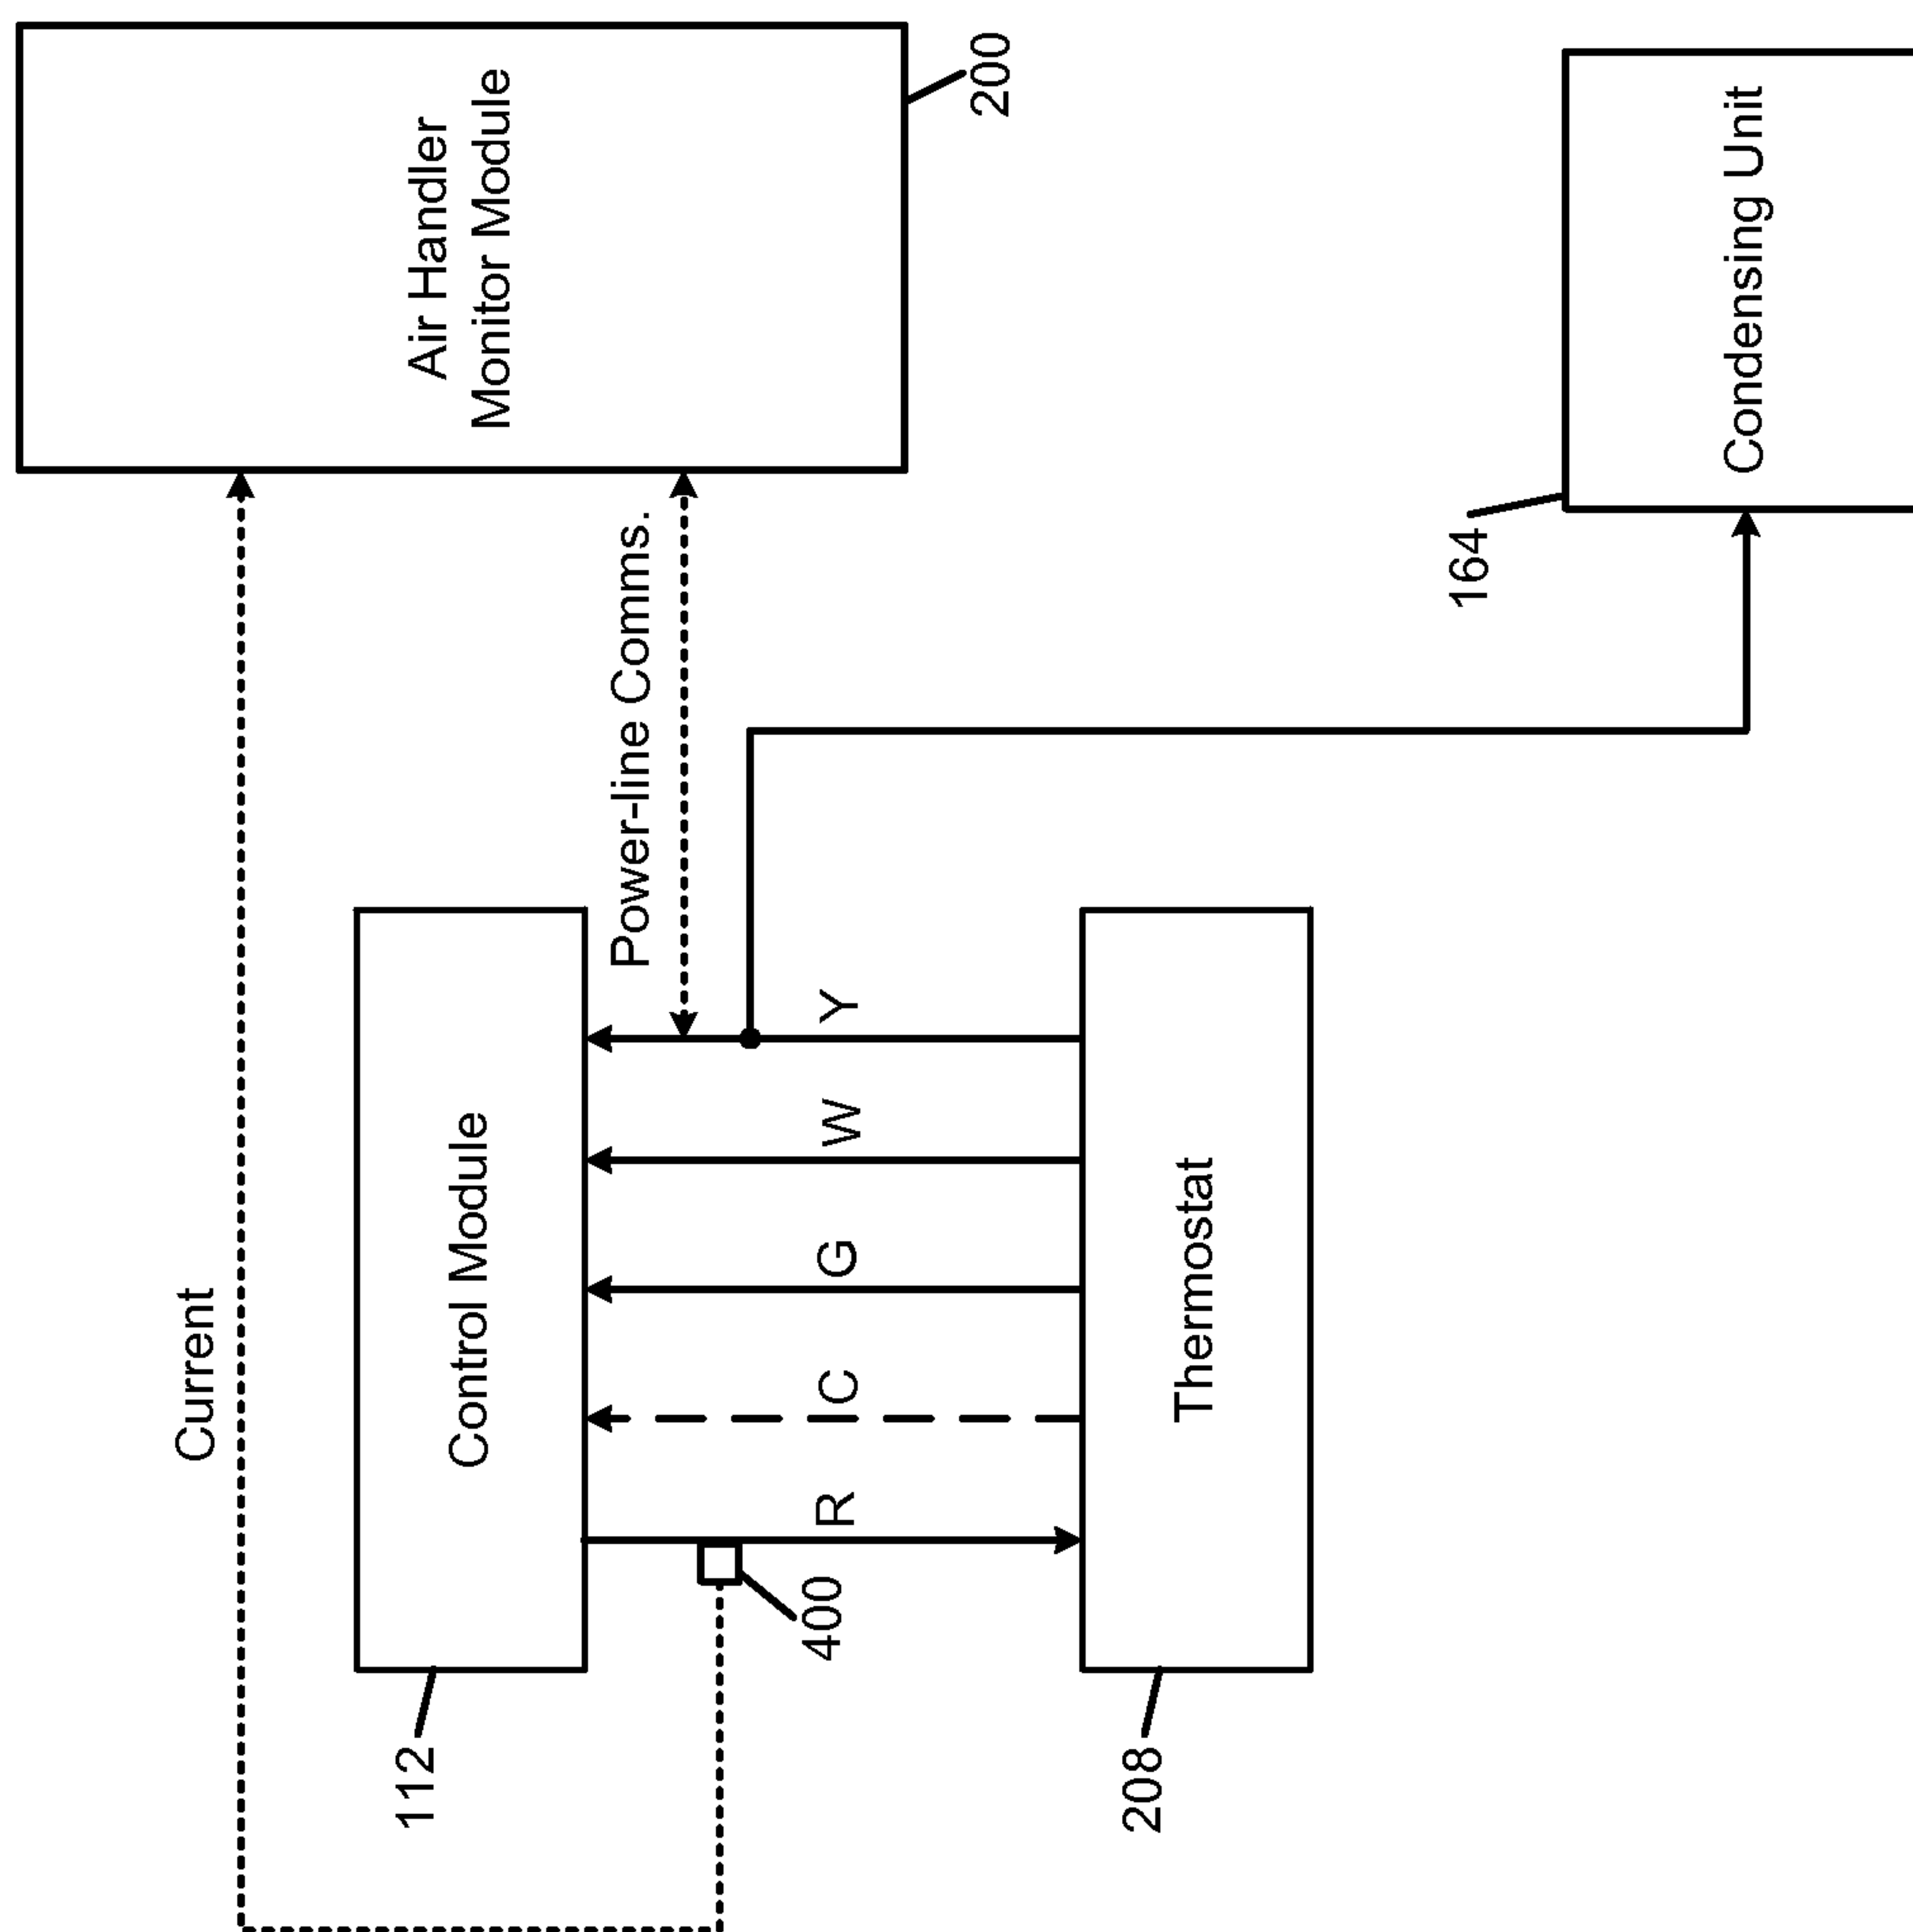 Current
Control Module
112
R
C
G
W
Y
400
Thermostat
208
Power-line Comms.
Air Handler
Monitor Module
200
164
Condensing Unit